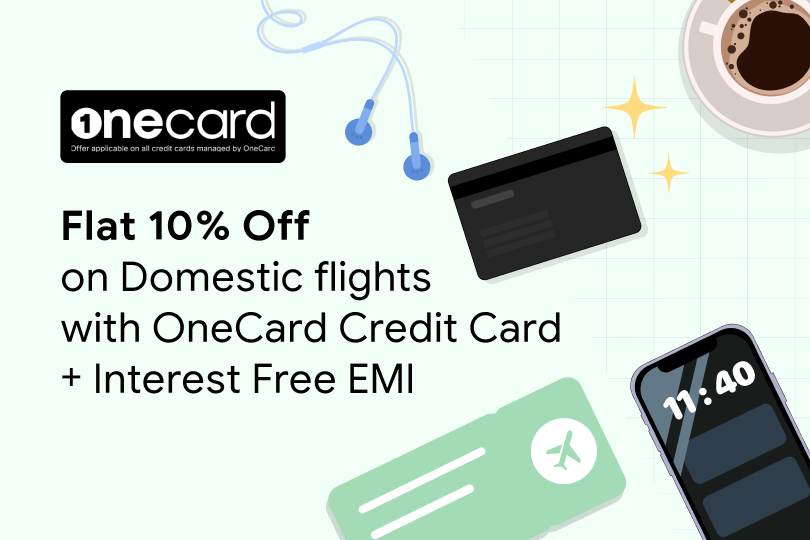 1onecard
Offer applicable on all credit cards managed by OneCard
Flat 10% Off
on Domestic flights
with OneCard Credit Card
+ Interest Free EMI
11:40